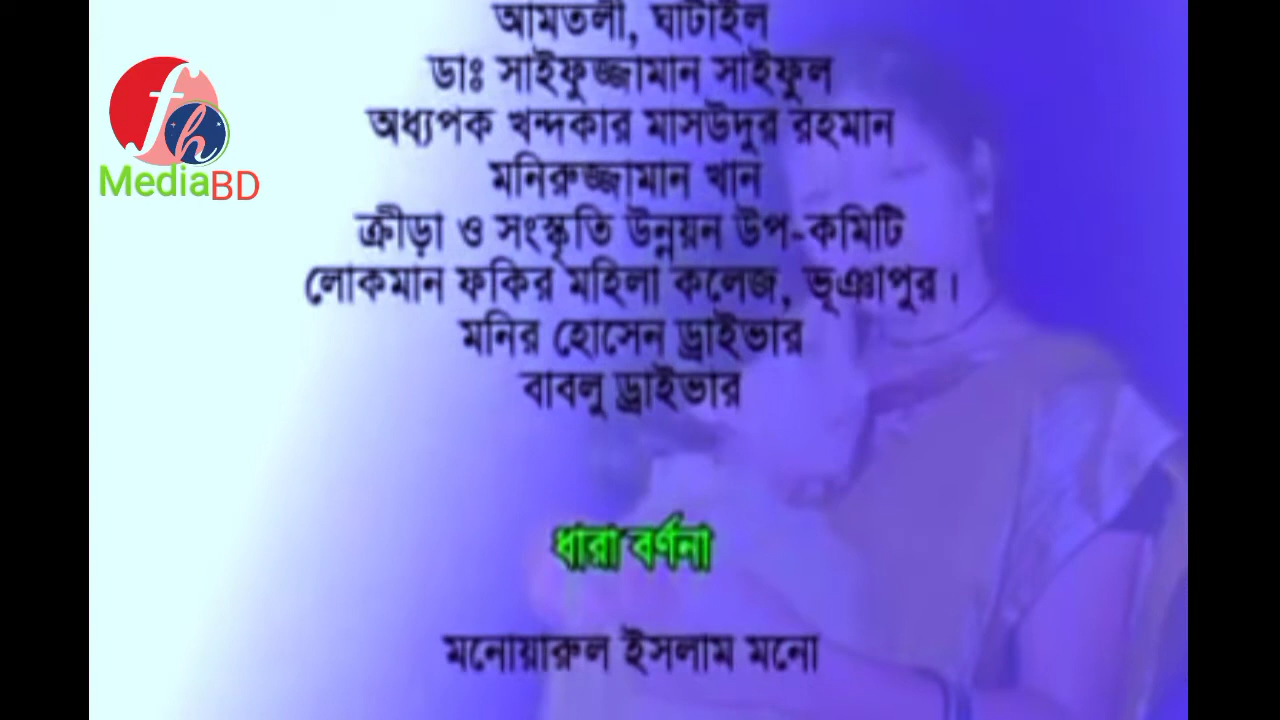 আমতলী, ঘাটাইল
ডাঃ সাইফুজ্জামান সাইফুল
অধ্যপক খন্দকার মাসউদুর রহমান
মনিরুজ্জামান খান
ক্রীড়া ও সংস্কৃতি উন্নয়ন উপ-কমিটি
লোকমান ফকির মহিলা কলেজ, ভূঞাপুর।
মনির হোসেন ড্রাইভার
বাবলু ড্রাইভার
ধারা বর্ণনা
মনোয়ারুল ইসলাম মনো
fh
MediaBD